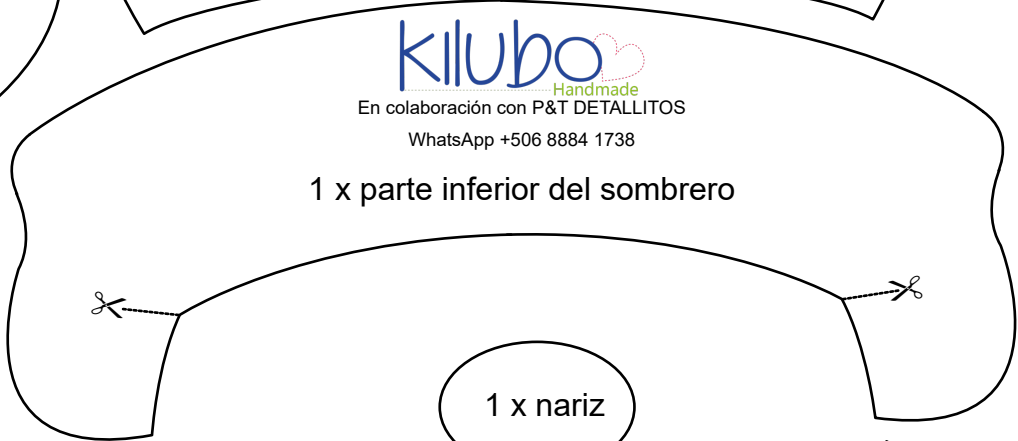 Kilubo
Handmade
En colaboración con P&T DETALLITOS
WhatsApp +506 8884 1738
1 x parte inferior del sombrero
1 x nariz